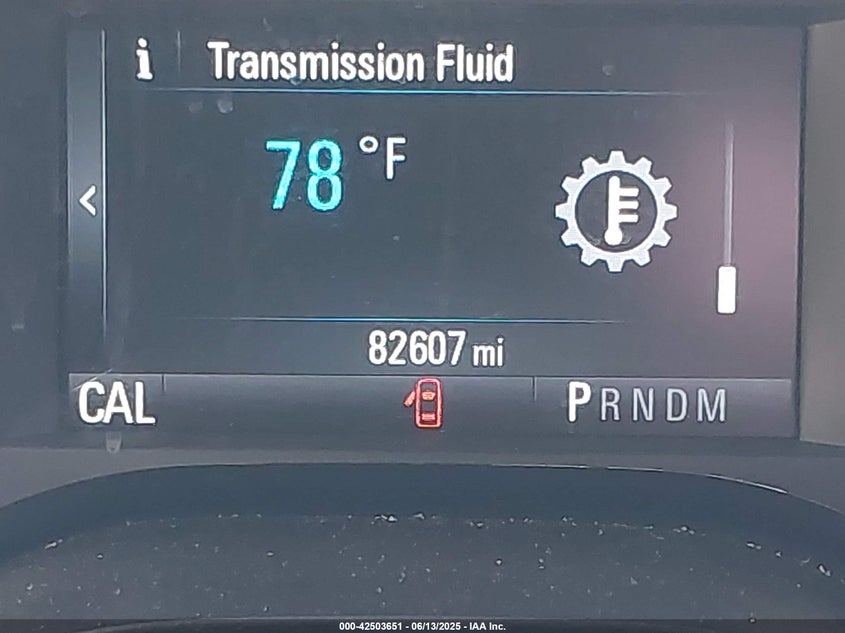 i Transmission Fluid
78 °F
<
82607 mi
CAL PRNDM
000-42503651 - 06/13/2025 - IAA Inc.